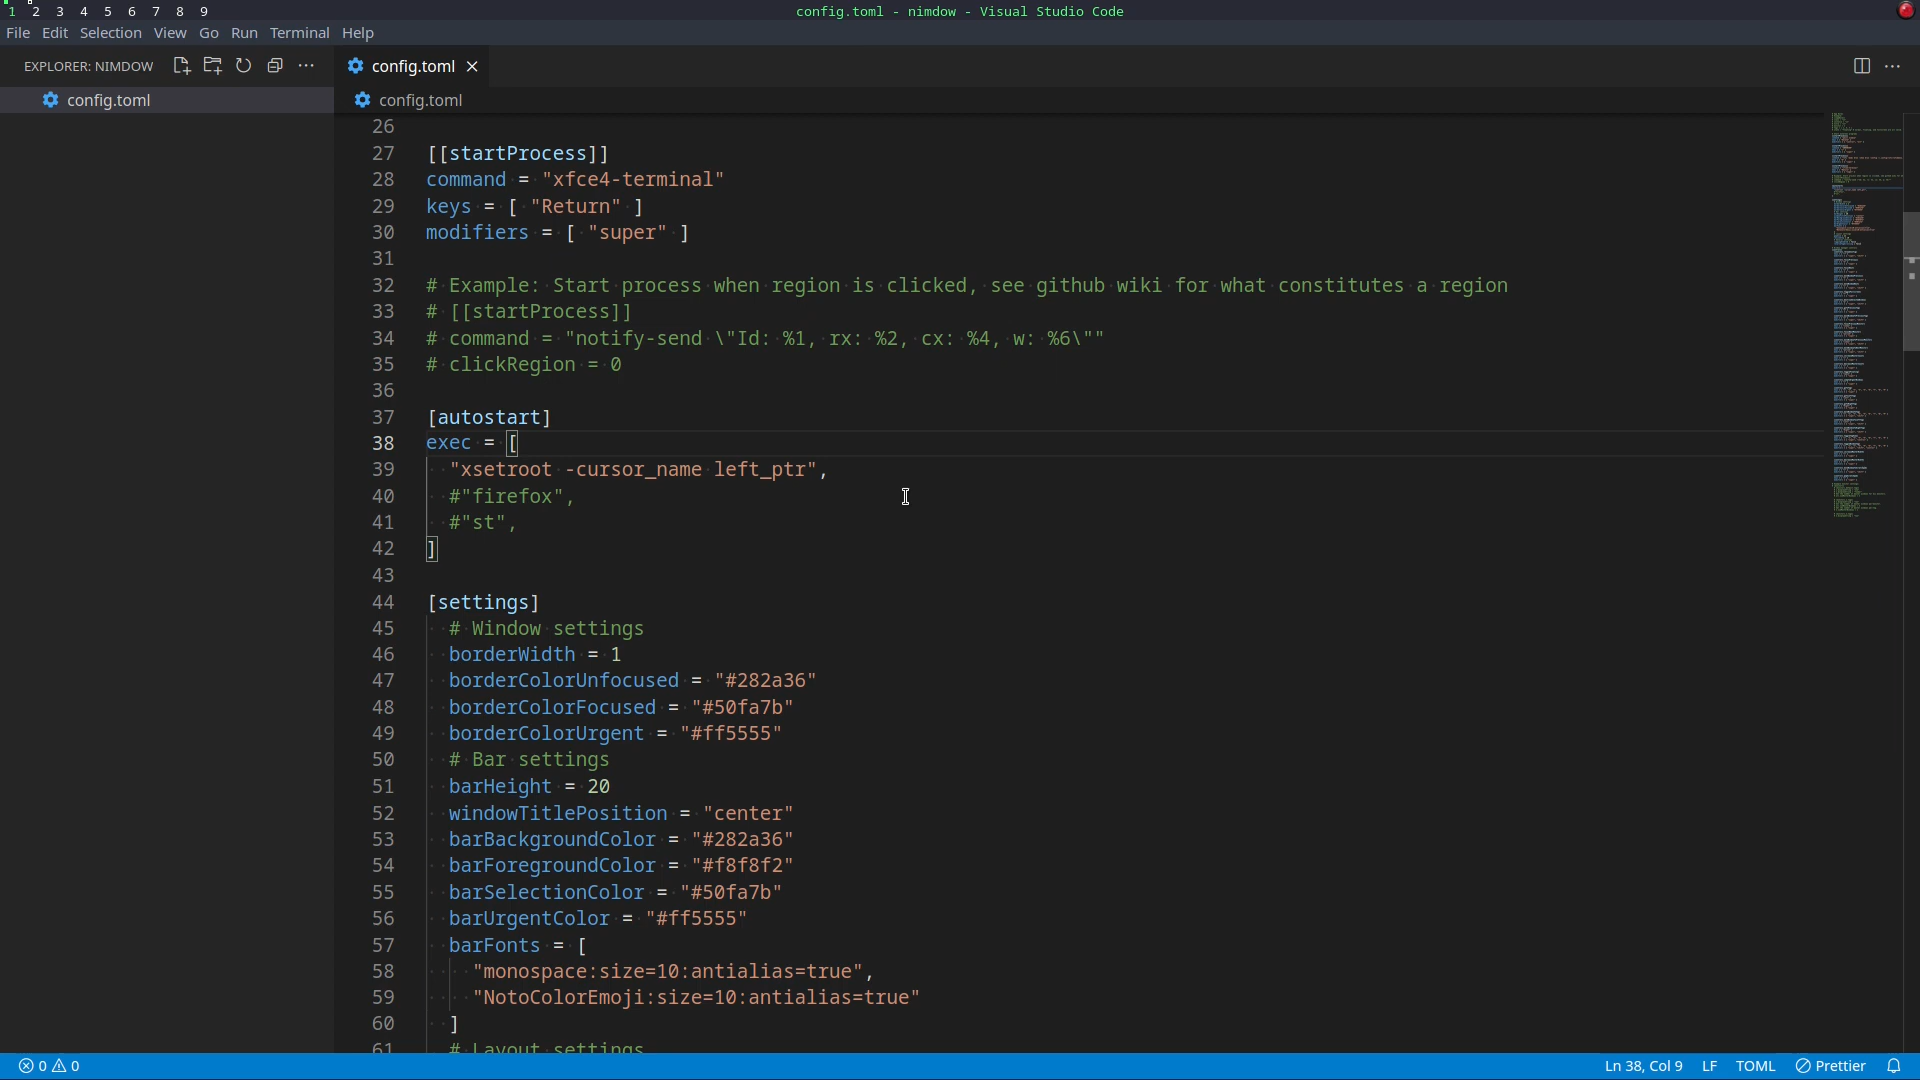 1 2 3 4 5 6 7 8 9
config.toml - nimdow - Visual Studio Code
File Edit Selection View Go Run Terminal Help
EXPLORER: NIMDOW
config.toml
config.toml
config.toml
26
27 [[startProcess]]
28 command = "xfce4-terminal"
29 keys = [ "Return" ]
30 modifiers = [ "super" ]
31
32 # Example: Start process when region is clicked, see github wiki for what constitutes a region
33 # [[startProcess]]
34 # command = "notify-send \"Id: %1, rx: %2, cx: %4, w: %6\""
35 # clickRegion = 0
36
37 [autostart]
38 exec = [
39 "xsetroot -cursor_name left_ptr",
40 #"firefox",
41 #"st",
42 ]
43
44 [settings]
45 # Window settings
46 borderWidth = 1
47 borderColorUnfocused = "#282a36"
48 borderColorFocused = "#50fa7b"
49 borderColorUrgent = "#ff5555"
50 # Bar settings
51 barHeight = 20
52 windowTitlePosition = "center"
53 barBackgroundColor = "#282a36"
54 barForegroundColor = "#f8f8f2"
55 barSelectionColor = "#50fa7b"
56 barUrgentColor = "#ff5555"
57 barFonts = [
58 "monospace:size=10:antialias=true",
59 "NotoColorEmoji:size=10:antialias=true"
60 ]
61 # Layout settings
0 0
Ln 38, Col 9 LF TOML Prettier